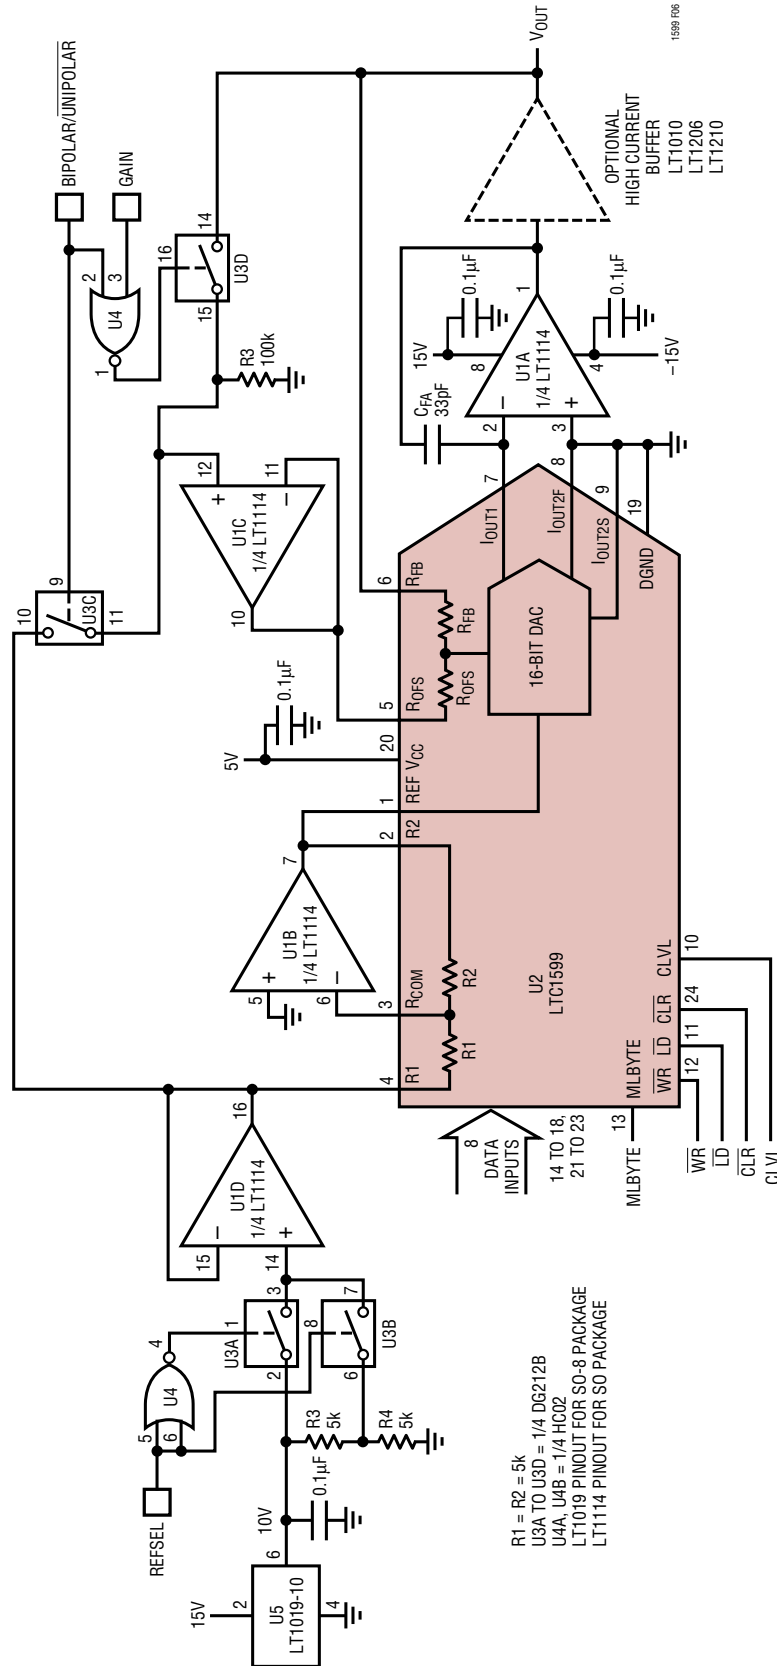 15V
2
U5
LT1019-10
4
6
10V
0.1µF
REFSEL
5
6
U4
4
R3
5k
R4
5k
2
U3A
1
3
6
8
U3B
7
15
14
–
+
U1D
1/4 LT1114
16
R1 = R2 = 5k
U3A TO U3D = 1/4 DG212B
U4A, U4B = 1/4 HC02
LT1019 PINOUT FOR SO-8 PACKAGE
LT1114 PINOUT FOR SO PACKAGE
8
DATA
INPUTS
14 TO 18,
21 TO 23
MLBYTE
13
MLBYTE
WR
LD
CLR
CLVL
12
11
24
10
WR
LD
CLR
CLVL
U2
LTC1599
4
R1
R1
3
RCOM
R2
2
R2
1
REF
5
6
+
–
U1B
1/4 LT1114
7
5V
0.1µF
20
VCC
5
ROFS
ROFS
6
RFB
RFB
16-BIT DAC
10
U3C
9
11
10
U1C
1/4 LT1114
+
–
12
11
R3
100k
15
16
U3D
14
1
U4
2
3
BIPOLAR/UNIPOLAR
GAIN
IOUT1
7
IOUT2F
8
IOUT2S
9
DGND
19
CFA
33pF
2
3
–
+
U1A
1/4 LT1114
15V
8
0.1µF
4
0.1µF
–15V
1
OPTIONAL
HIGH CURRENT
BUFFER
LT1010
LT1206
LT1210
VOUT
1599 F06